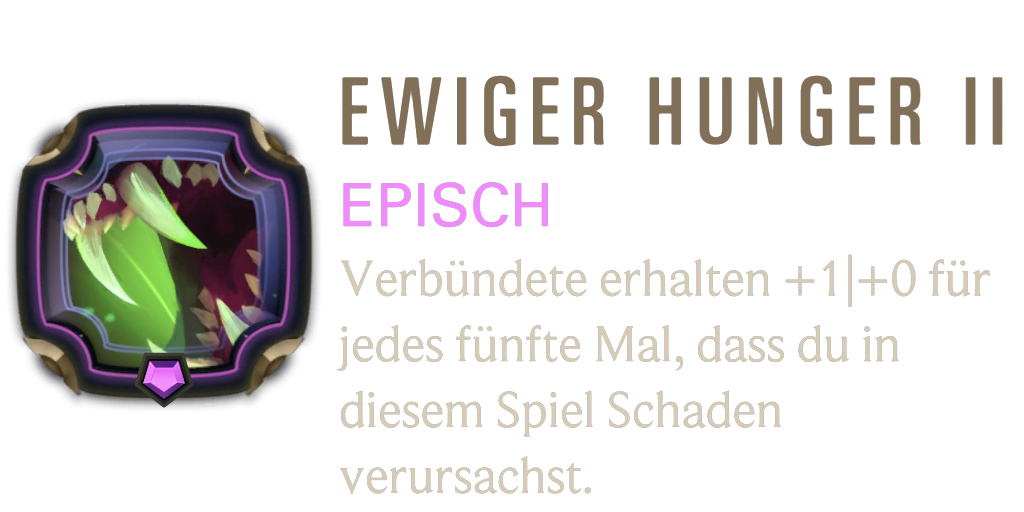 EWIGER HUNGER II
EPISCH
Verbündete erhalten +1|+0 für
jedes fünfte Mal, dass du in
diesem Spiel Schaden
verursachst.